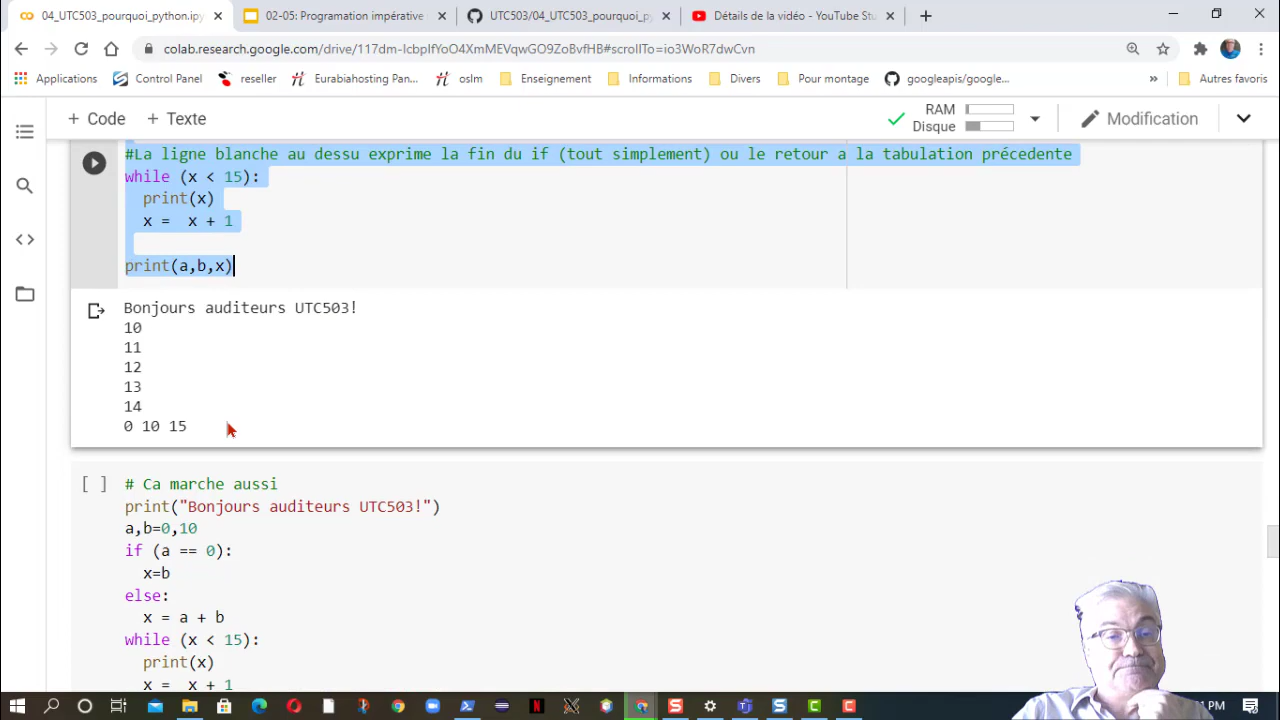 04_UTC503_pourquoi_python.ipy
02-05: Programation impérative
UTC503/04_UTC503_pourquoi_py
Détails de la vidéo - YouTube Stu
colab.research.google.com/drive/117dm-IcbpIfYoO4XmMEVqwGO9ZoBvfHB#scrollTo=io3WoR7dwCvn
Applications
Control Panel
reseller
Eurabiahosting Pan...
oslm
Enseignement
Informations
Divers
Pour montage
googleapis/google...
»
Autres favoris
+ Code
+ Texte
RAM
Disque
Modification
#La ligne blanche au dessu exprime la fin du if (tout simplement) ou le retour a la tabulation précedente
while (x < 15):
print(x)
x =  x + 1
print(a,b,x)
Bonjours auditeurs UTC503!
10
11
12
13
14
0 10 15
[ ]
# Ca marche aussi
print("Bonjours auditeurs UTC503!")
a,b=0,10
if (a == 0):
x=b
else:
x = a + b
while (x < 15):
print(x)
x =  x + 1